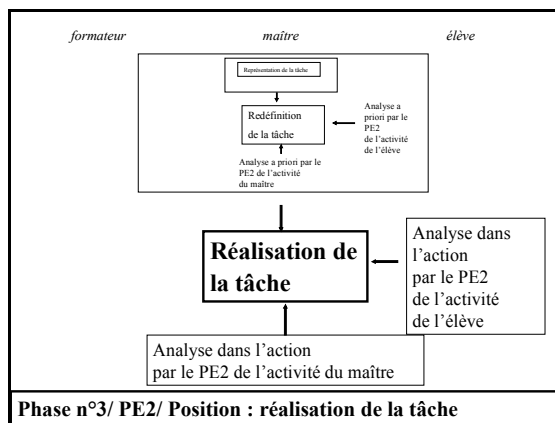 formateur maître élève
Représentation de la tâche
Redéfinition
de la tâche
Analyse a
priori par le
PE2
de l'activité
de l'élève
Analyse a priori par le
PE2 de l'activité
du maître
Réalisation de
la tâche
Analyse dans
l'action
par le PE2
de l'activité
de l'élève
Analyse dans l'action
par le PE2 de l'activité du maître
Phase n°3/ PE2/ Position : réalisation de la tâche